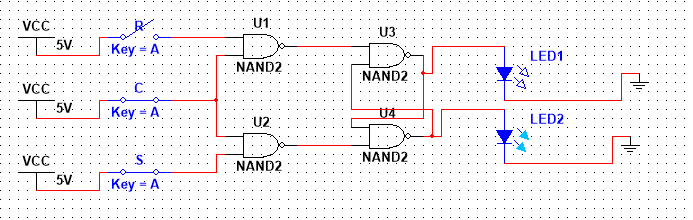 VCC
5V
R
Key = A
U1
NAND2
U3
NAND2
LED1
VCC
5V
C
Key = A
U2
NAND2
U4
NAND2
LED2
VCC
5V
S
Key = A